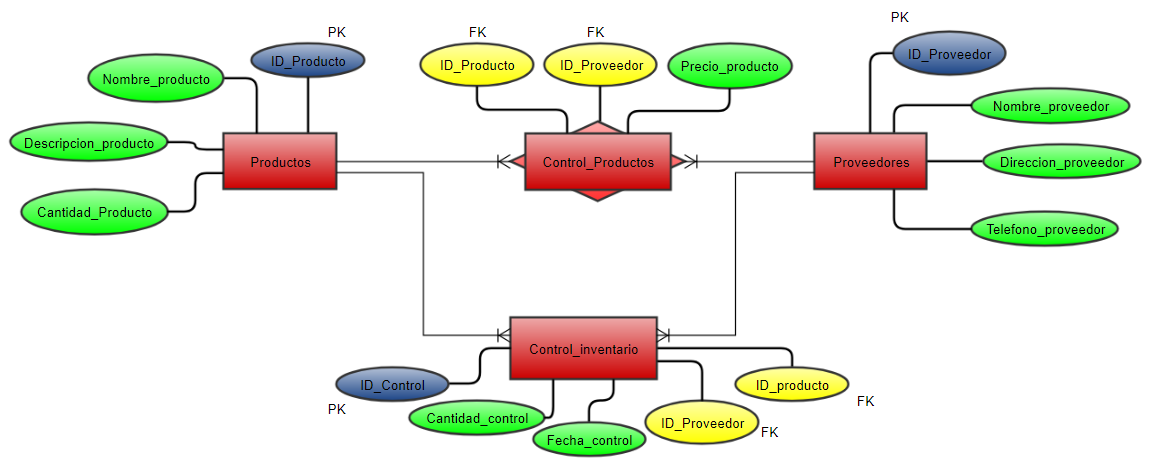 PK
FK
FK
PK
ID_Producto
ID_Producto
ID_Proveedor
Precio_producto
ID_Proveedor
Nombre_producto
Nombre_proveedor
Descripcion_producto
Productos
Control_Productos
Proveedores
Direccion_proveedor
Cantidad_Producto
Telefono_proveedor
Control_inventario
ID_Control
ID_producto
PK
FK
Cantidad_control
ID_Proveedor
FK
Fecha_control